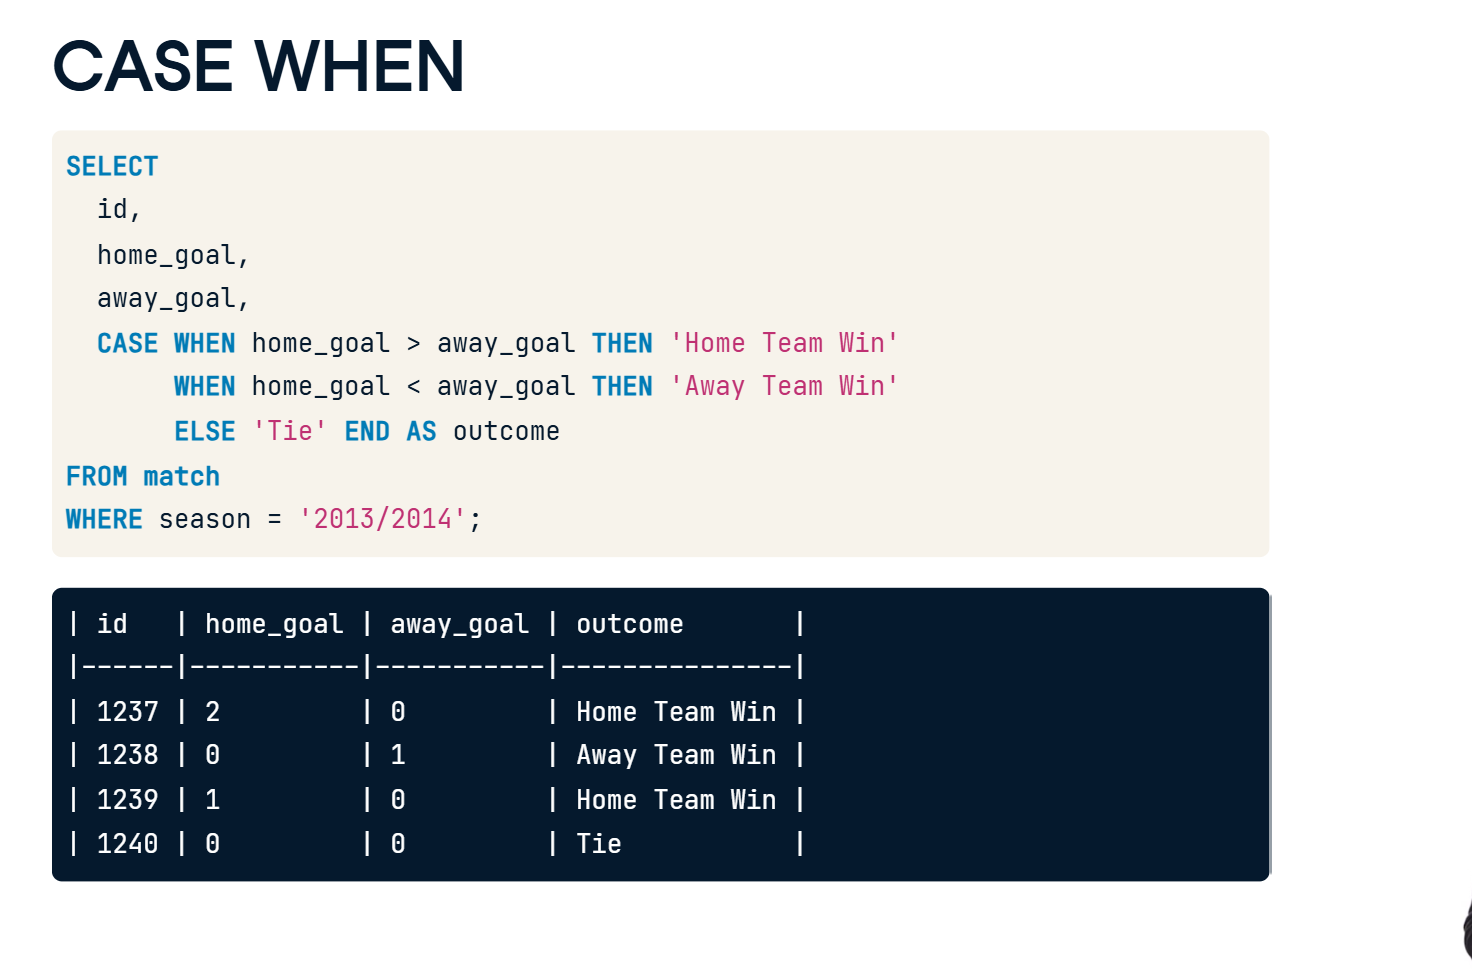 CASE WHEN
SELECT
  id,
  home_goal,
  away_goal,
  CASE WHEN home_goal > away_goal THEN 'Home Team Win'
       WHEN home_goal < away_goal THEN 'Away Team Win'
       ELSE 'Tie' END AS outcome
FROM match
WHERE season = '2013/2014';
| id   | home_goal | away_goal | outcome       |
|------|-----------|-----------|---------------|
| 1237 | 2         | 0         | Home Team Win |
| 1238 | 0         | 1         | Away Team Win |
| 1239 | 1         | 0         | Home Team Win |
| 1240 | 0         | 0         | Tie           |